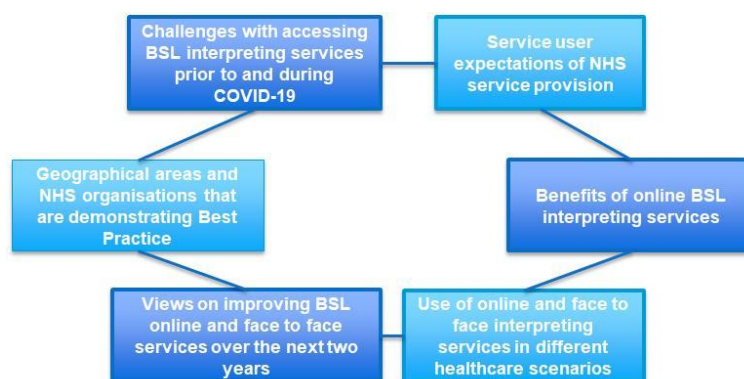 Challenges with accessing
BSL interpreting services
prior to and during
COVID-19
Service user
expectations of NHS
service provision
Geographical areas and
NHS organisations that
are demonstrating Best
Practice
Benefits of online BSL
interpreting services
Views on improving BSL
online and face to face
services over the next two
years
Use of online and face to
face interpreting
services in different
healthcare scenarios